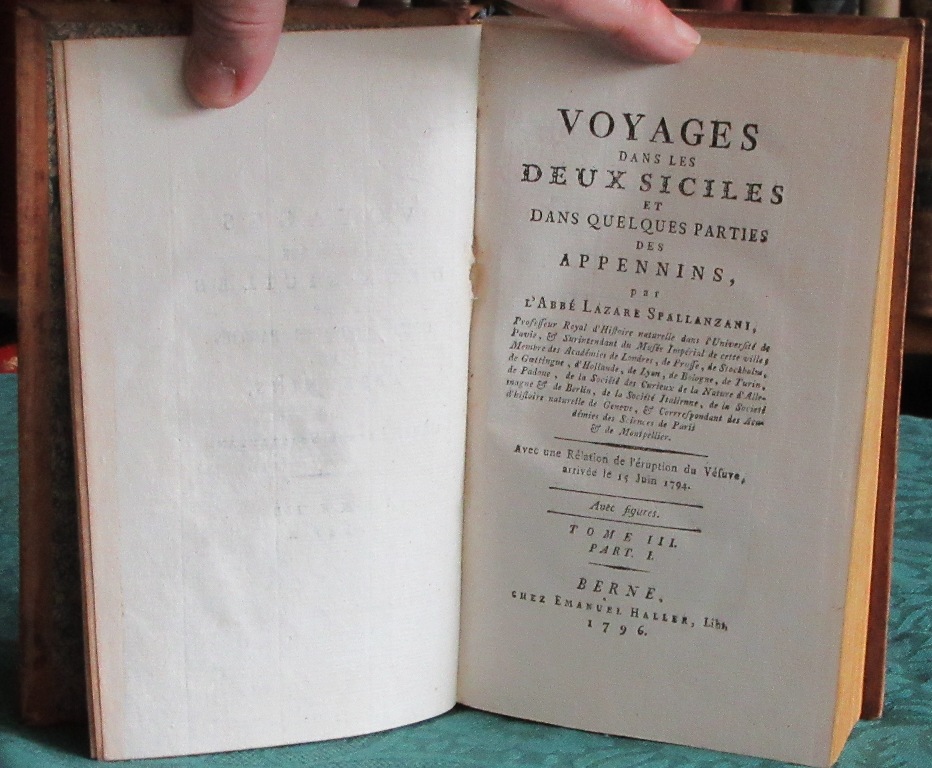 VOYAGES
DANS LES
DEUX SICILES
ET
DANS QUELQUES PARTIES
DES
APPENNINS,
par
L'ABBÉ LAZARE SPALLANZANI,
Professeur Royal d'Histoire naturelle dans l'Université de
Pavie, & Surintendant du Musée Impérial de cette ville;
Membre des Académies de Londres, de Prusse, de Stockholm,
de Gœttingue, d'Hollande, de Lyon, de Bologne, de Turin,
de Padoue, de la Société des Curieux de la Nature d'Alle-
magne & de Berlin, de la Société Italienne, de la Société
d'histoire naturelle de Geneve, & Correspondant des Aca-
démies des Sciences de Paris
& de Montpellier.
Avec une Rélation de l'éruption du Vésuve,
arrivée le 15 Juin 1794.
Avec figures.
TOME III.
PART. I.
BERNE,
CHEZ EMANUEL HALLER, Libr.
1796.